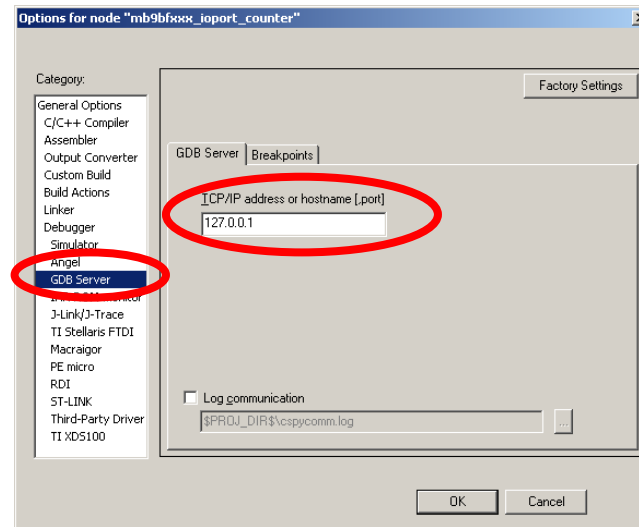 Options for node "mb9bfxxx_ioport_counter"
Category:
Factory Settings
General Options
C/C++ Compiler
Assembler
Output Converter
Custom Build
Build Actions
Linker
Debugger
Simulator
Angel
GDB Server
J-Link/J-Trace
TI Stellaris FTDI
Macraigor
PE micro
RDI
ST-LINK
Third-Party Driver
TI XDS100
GDB Server Breakpoints
TCP/IP address or hostname [,port]
127.0.0.1
Log communication
$PROJ_DIR$\cspycomm.log
...
OK Cancel